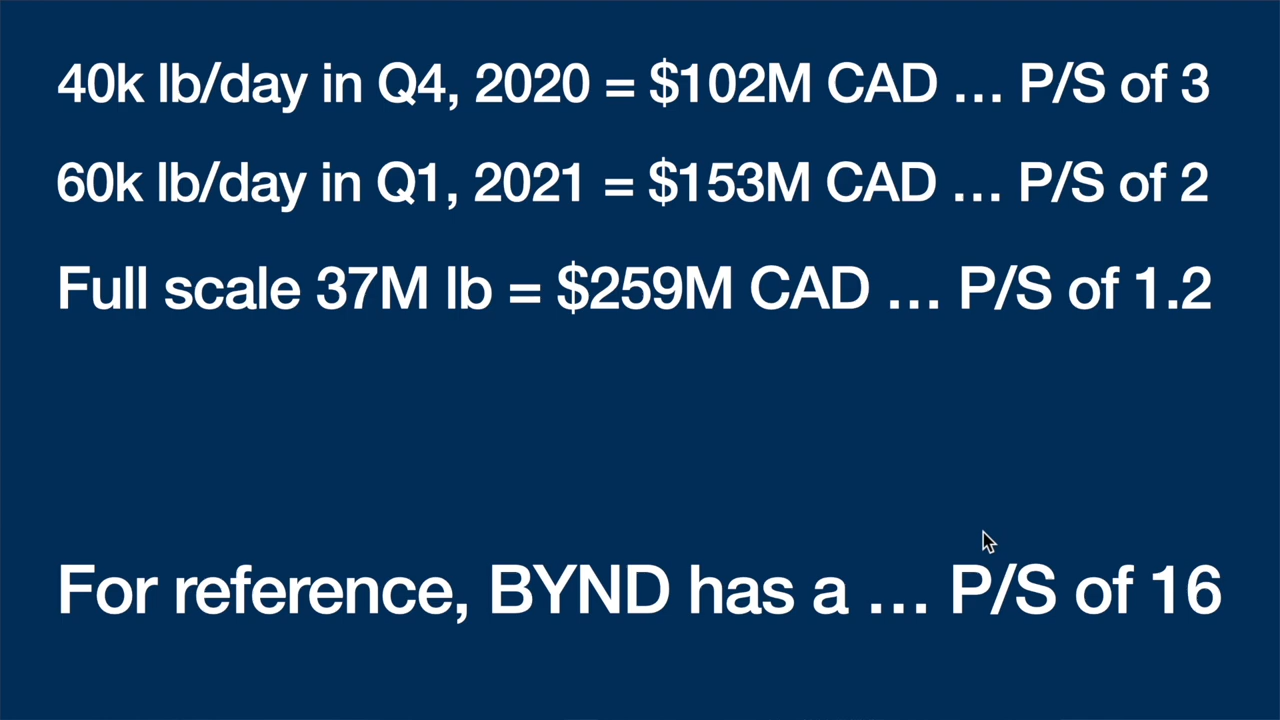 40k lb/day in Q4, 2020 = $102M CAD … P/S of 3
60k lb/day in Q1, 2021 = $153M CAD … P/S of 2
Full scale 37M lb = $259M CAD … P/S of 1.2
For reference, BYND has a … P/S of 16